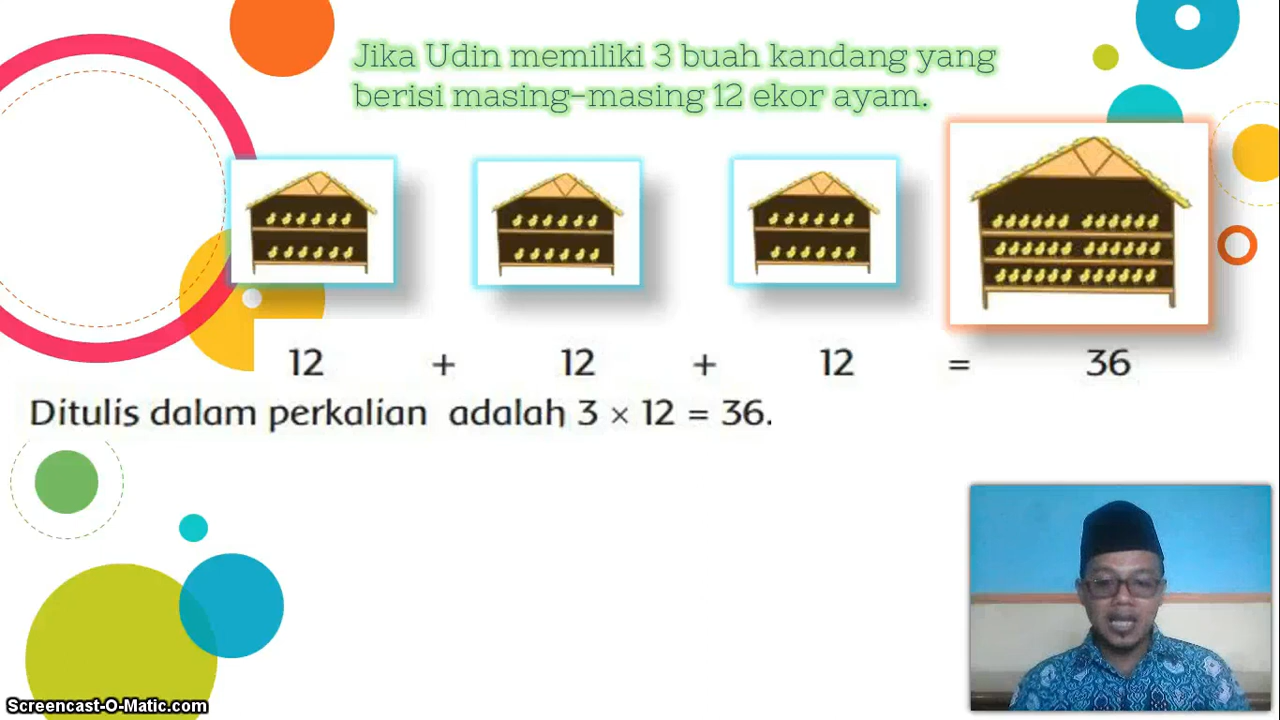 Jika Udin memiliki 3 buah kandang yang
berisi masing-masing 12 ekor ayam.
12 + 12 + 12 = 36
Ditulis dalam perkalian adalah 3 × 12 = 36.
Screencast-O-Matic.com